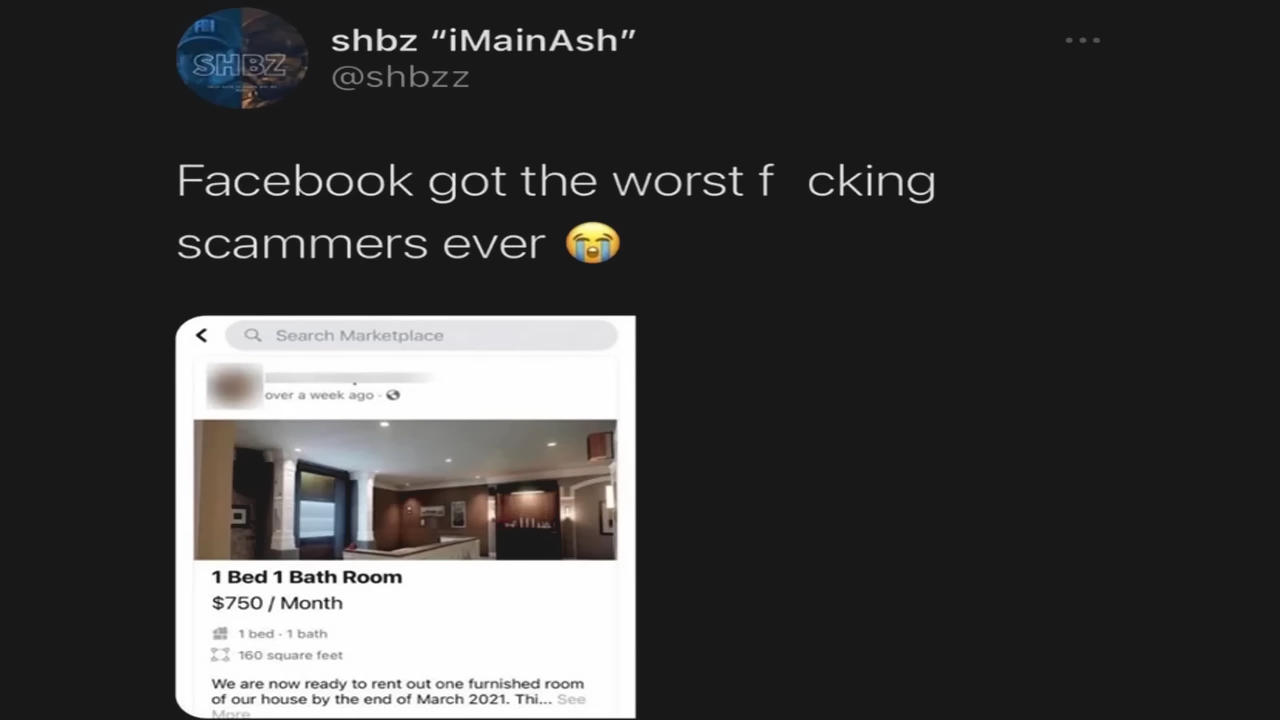 SHBZ
shbz “iMainAsh”
@shbzz
Facebook got the worst f cking
scammers ever 😭
Search Marketplace
over a week ago ·
1 Bed 1 Bath Room
$750 / Month
1 bed · 1 bath
160 square feet
We are now ready to rent out one furnished room
of our house by the end of March 2021. Thi... See
More